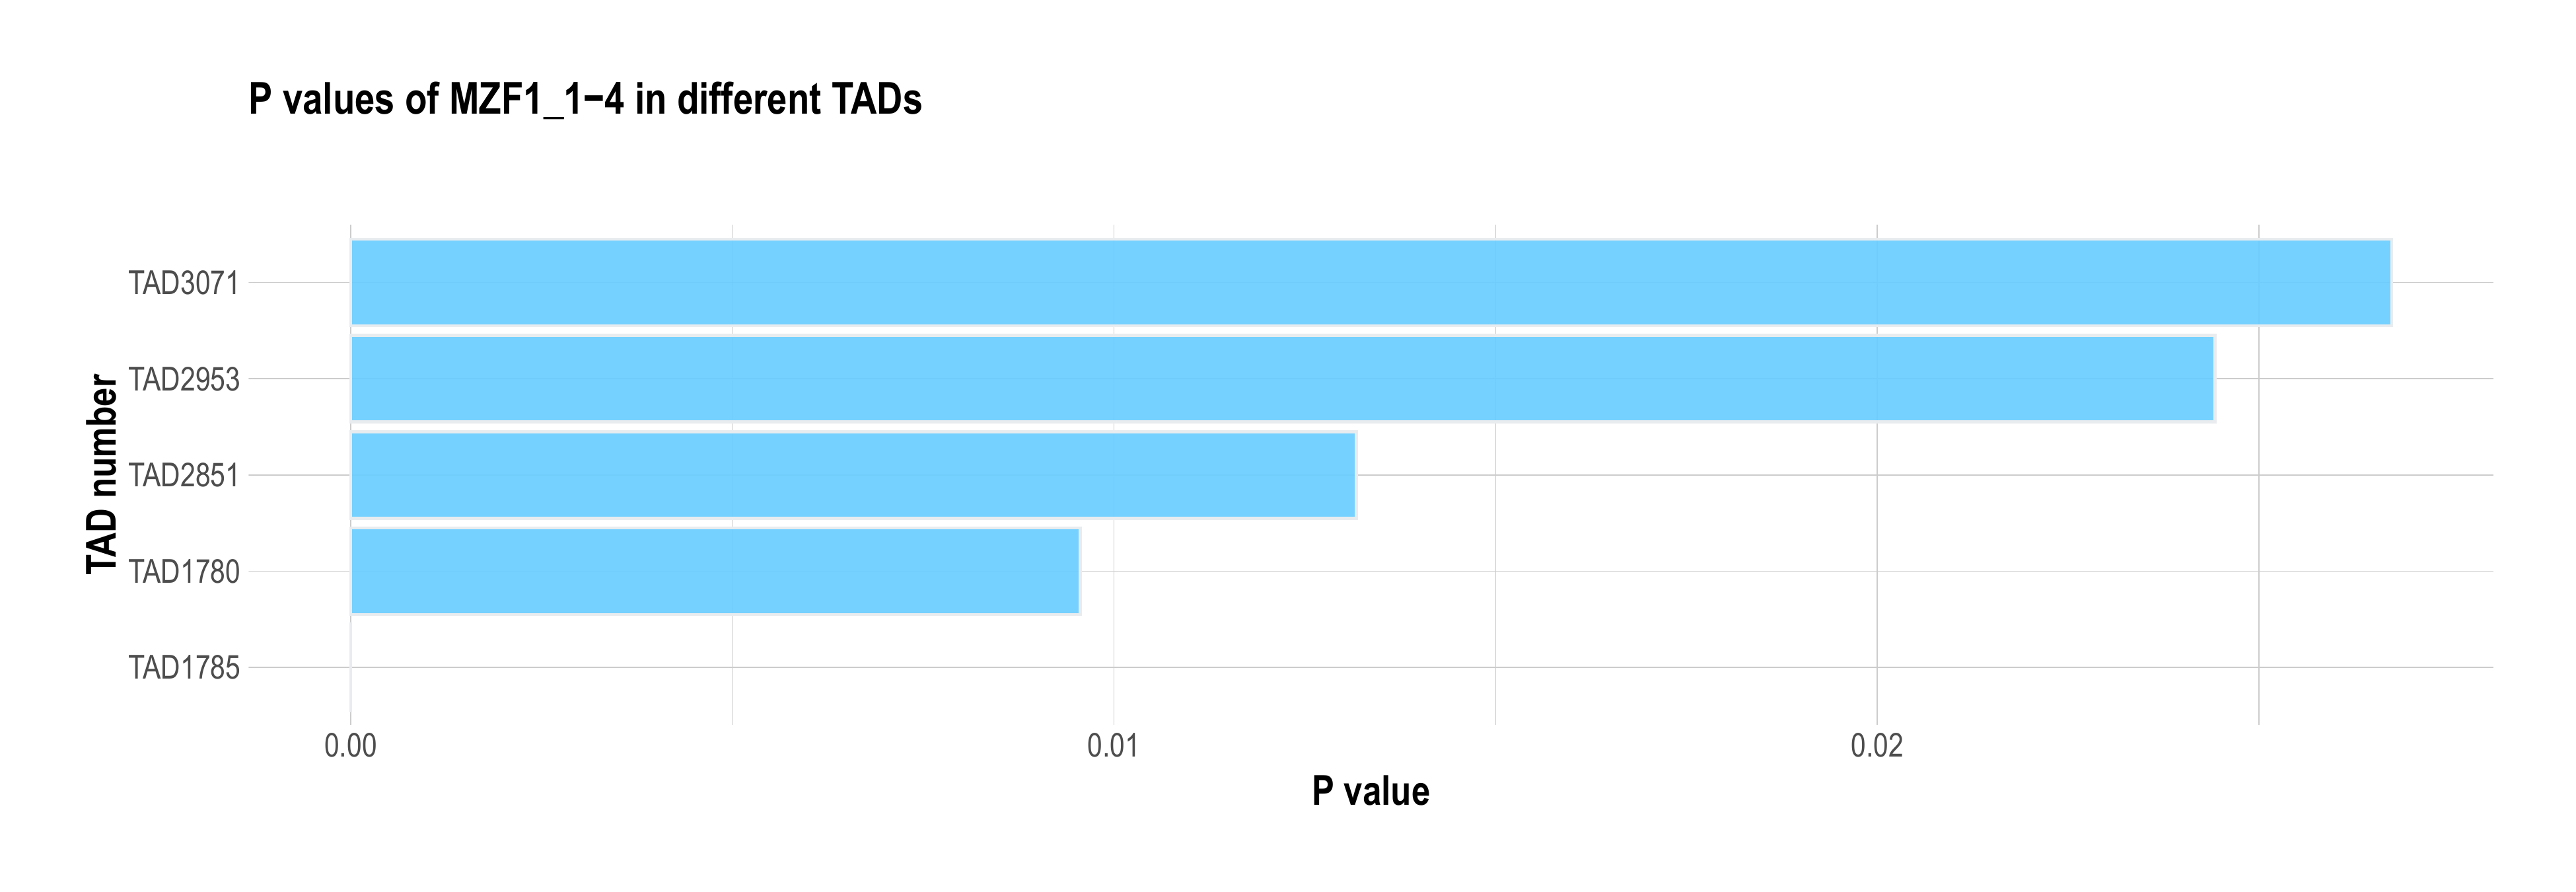 P values of MZF1_1−4 in different TADs
TAD number
TAD3071
TAD2953
TAD2851
TAD1780
TAD1785
0.00
0.01
0.02
P value